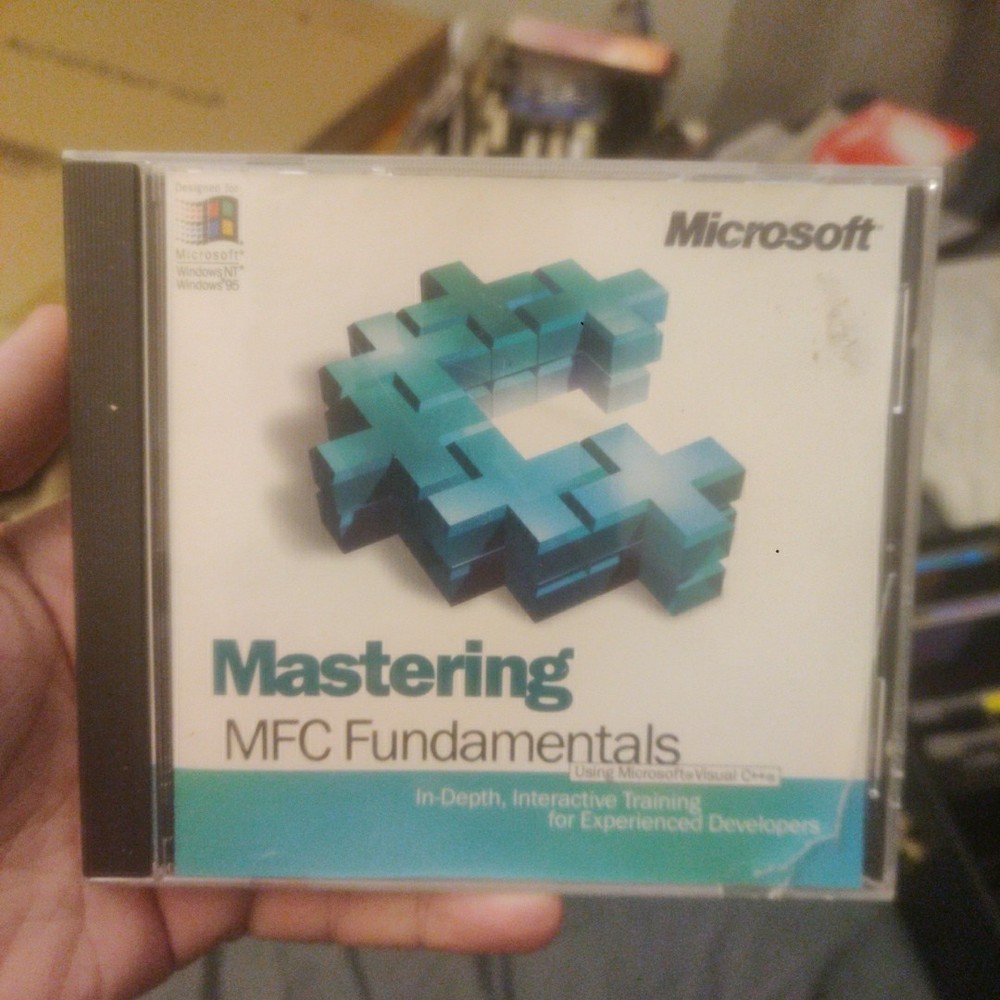 Designed for
Microsoft®
Windows NT®
Windows®95
Microsoft®
Mastering
MFC Fundamentals
Using Microsoft® Visual C++®
In-Depth, Interactive Training
for Experienced Developers